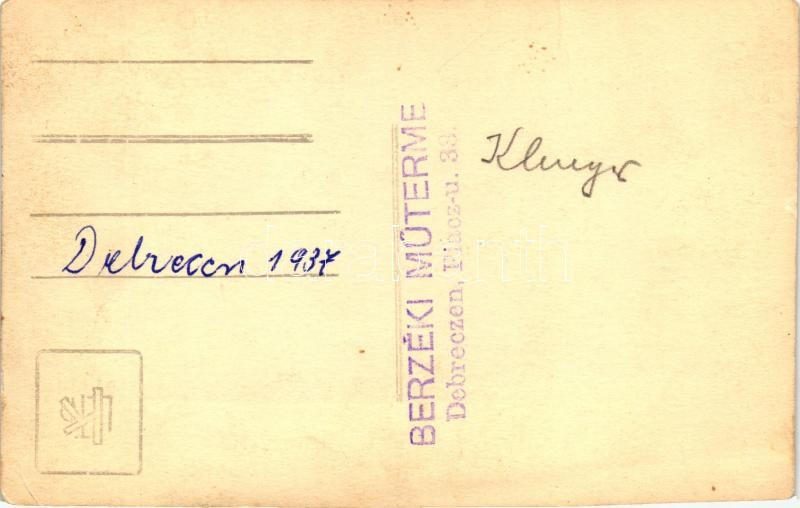 Debrecen 1937
BERZÉKI MŰTERME
Debreczen, Piacz-u. 33.